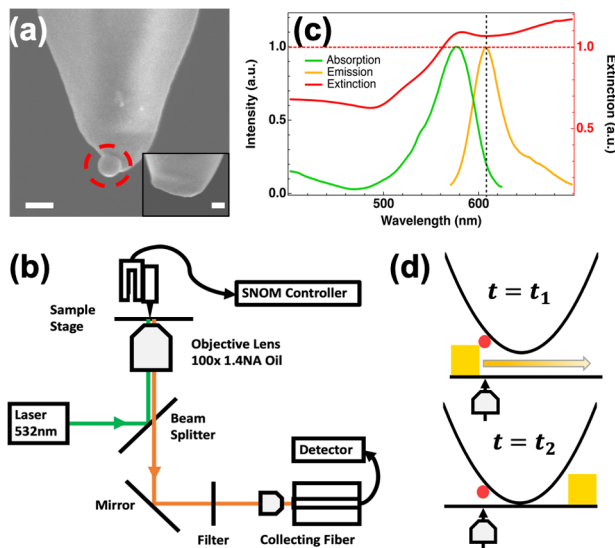 (a)
(c)
Intensity (a.u.)
1.0
0.5
0.0
Absorption
Emission
Extinction
1.0
0.5
Extinction (a.u.)
500
600
Wavelength (nm)
(b)
SNOM Controller
Sample
Stage
Objective Lens
100x 1.4NA Oil
Laser
532nm
Beam
Splitter
Detector
Mirror
Filter
Collecting Fiber
(d)
t = t₁
t = t₂